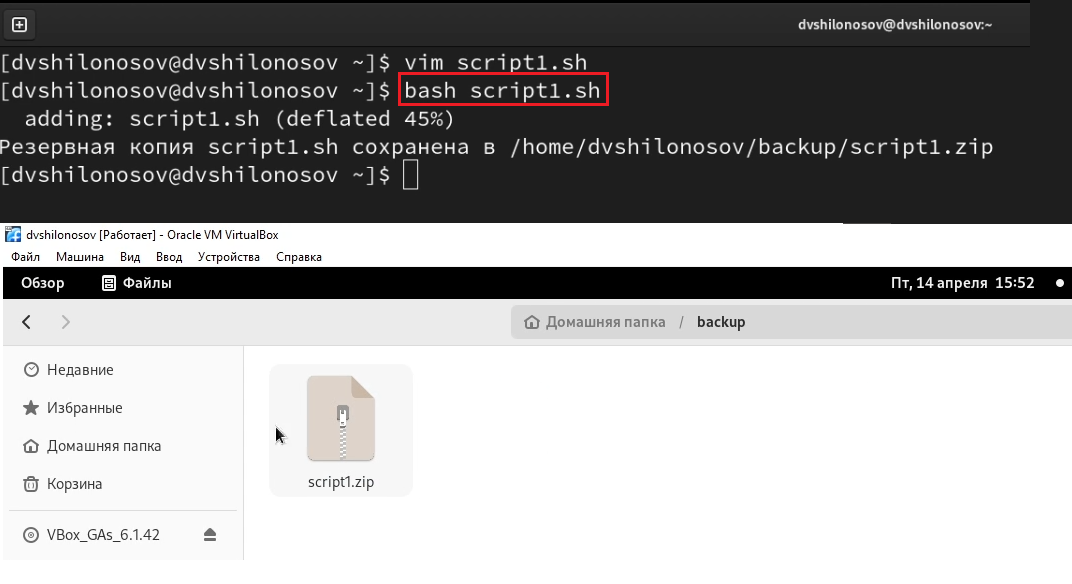 dvshilonosov@dvshilonosov:~
[dvshilonosov@dvshilonosov ~]$ vim script1.sh
[dvshilonosov@dvshilonosov ~]$ bash script1.sh
adding: script1.sh (deflated 45%)
Резервная копия script1.sh сохранена в /home/dvshilonosov/backup/script1.zip
[dvshilonosov@dvshilonosov ~]$
dvshilonosov [Работает] - Oracle VM VirtualBox
Файл Машина Вид Ввод Устройства Справка
Обзор Файлы Пт, 14 апреля 15:52
Домашняя папка / backup
Недавние
Избранные
Домашняя папка
Корзина
VBox_GAs_6.1.42
script1.zip